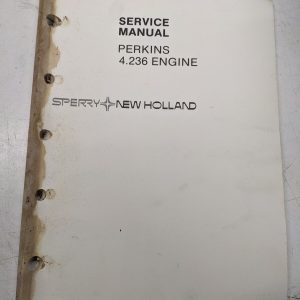 SERVICE
MANUAL
PERKINS
4.236 ENGINE
SPERRY NEW HOLLAND